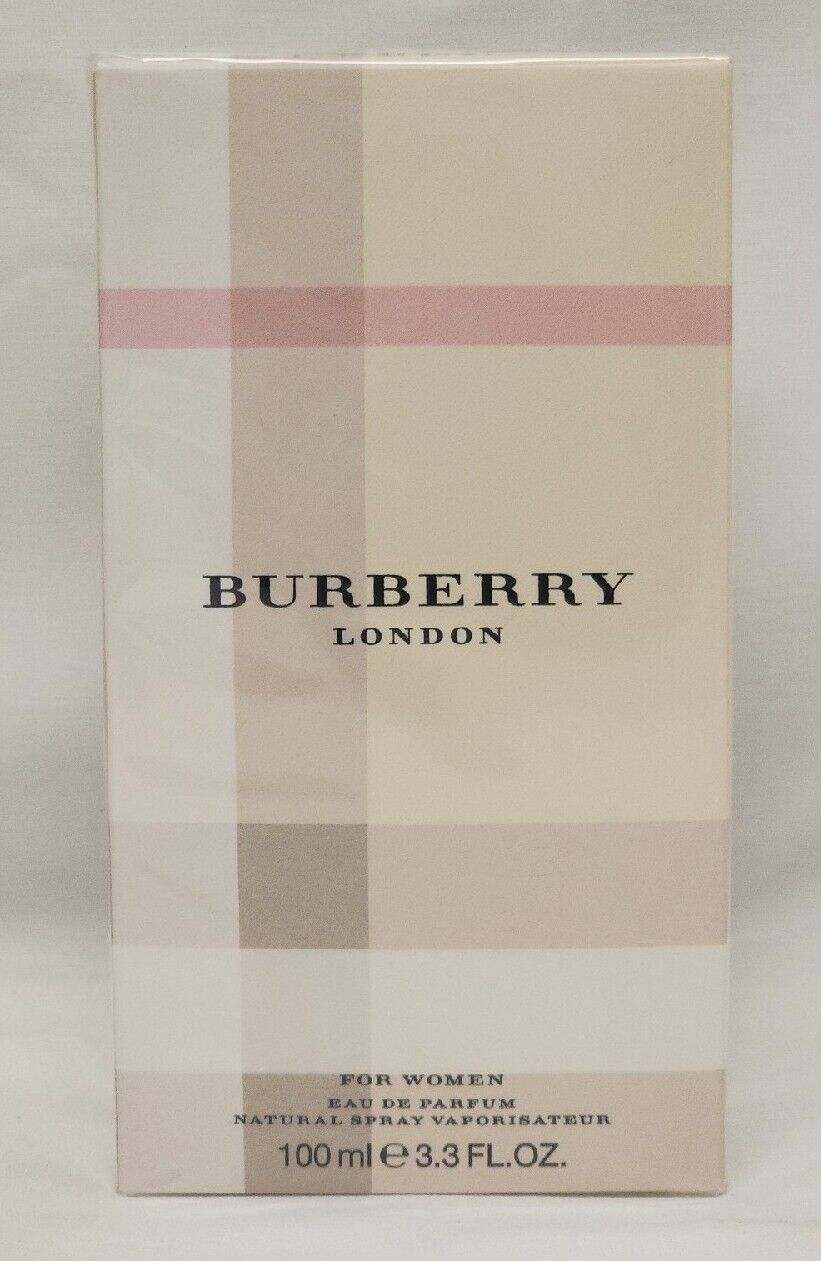 BURBERRY
LONDON
FOR WOMEN
EAU DE PARFUM
NATURAL SPRAY VAPORISATEUR
100 ml ℮ 3.3 FL.OZ.